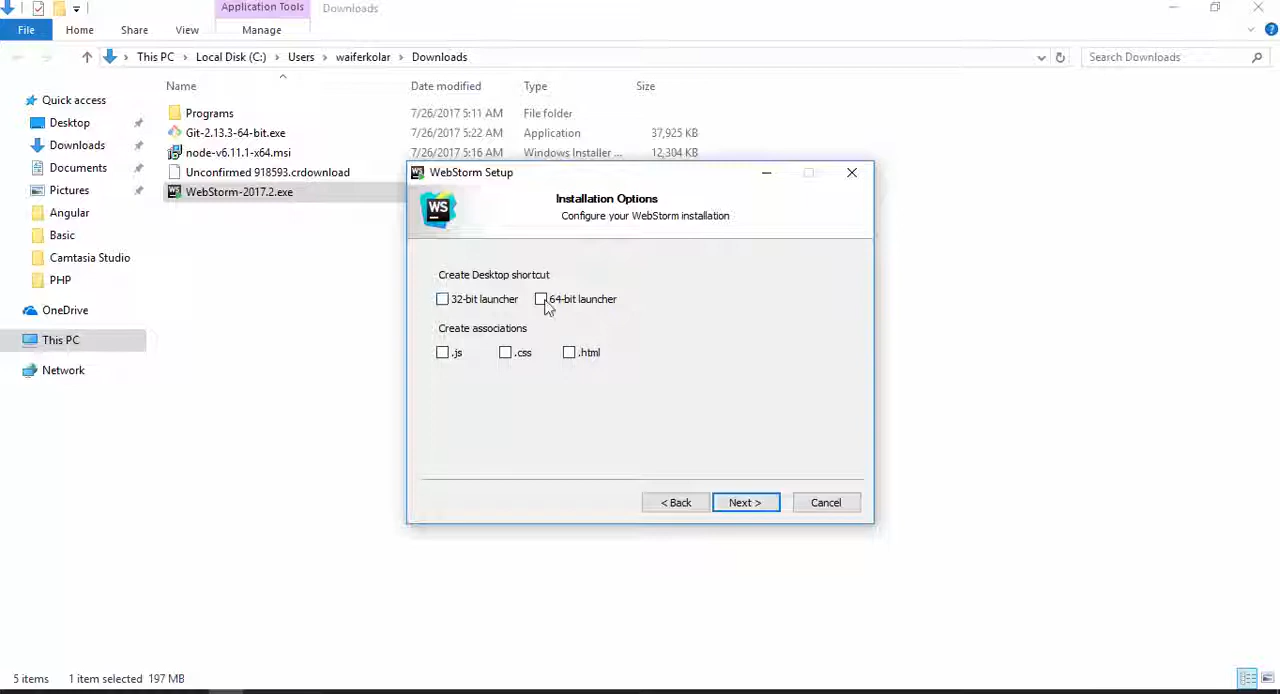 Application Tools Downloads
File Home Share View Manage
This PC Local Disk (C:) Users waiferkolar Downloads Search Downloads
Name Date modified Type Size
Quick access
Desktop
Downloads
Documents
Pictures
Angular
Basic
Camtasia Studio
PHP
OneDrive
This PC
Network
Programs 7/26/2017 5:11 AM File folder
Git-2.13.3-64-bit.exe 7/26/2017 5:22 AM Application 37,925 KB
node-v6.11.1-x64.msi 7/26/2017 5:16 AM Windows Installer ... 12,304 KB
Unconfirmed 918593.crdownload
WebStorm-2017.2.exe
WebStorm Setup
WS
Installation Options
Configure your WebStorm installation
Create Desktop shortcut
32-bit launcher 64-bit launcher
Create associations
.js .css .html
< Back Next > Cancel
5 items 1 item selected 197 MB